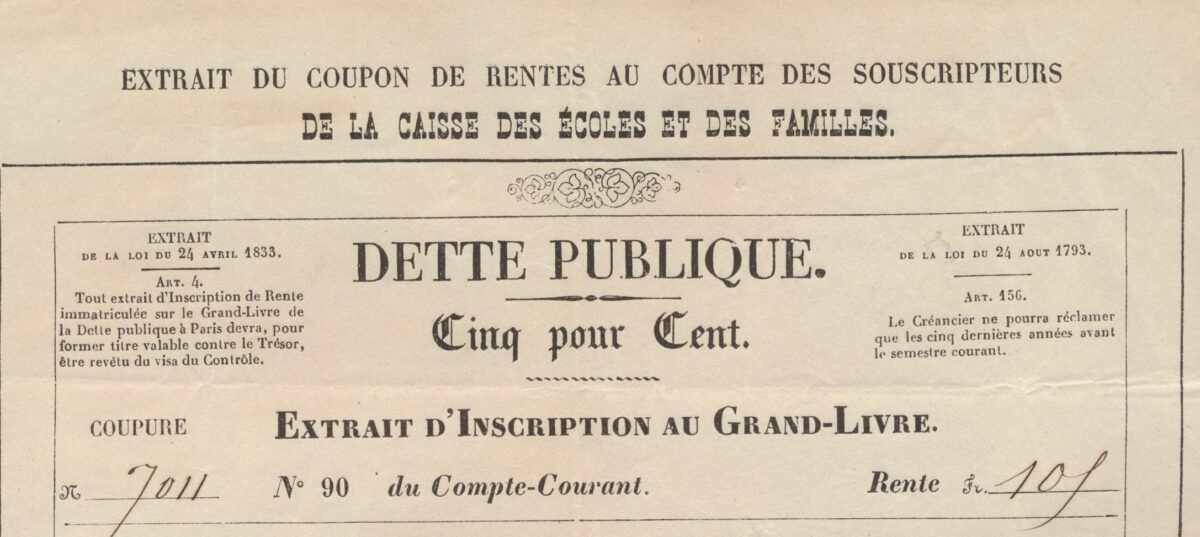 EXTRAIT DU COUPON DE RENTES AU COMPTE DES SOUSCRIPTEURS
DE LA CAISSE DES ÉCOLES ET DES FAMILLES.
EXTRAIT
DE LA LOI DU 24 AVRIL 1833.
ART. 4.
Tout extrait d'Inscription de Rente
immatriculée sur le Grand-Livre de
la Dette publique à Paris devra, pour
former titre valable contre le Trésor,
être revêtu du visa du Contrôle.
DETTE PUBLIQUE.
Cinq pour Cent.
EXTRAIT
DE LA LOI DU 24 AOUT 1793.
ART. 156.
Le Créancier ne pourra réclamer
que les cinq dernières années avant
le semestre courant.
COUPURE EXTRAIT D'INSCRIPTION AU GRAND-LIVRE.
N 7011 N° 90 du Compte-Courant. Rente Fr. 105